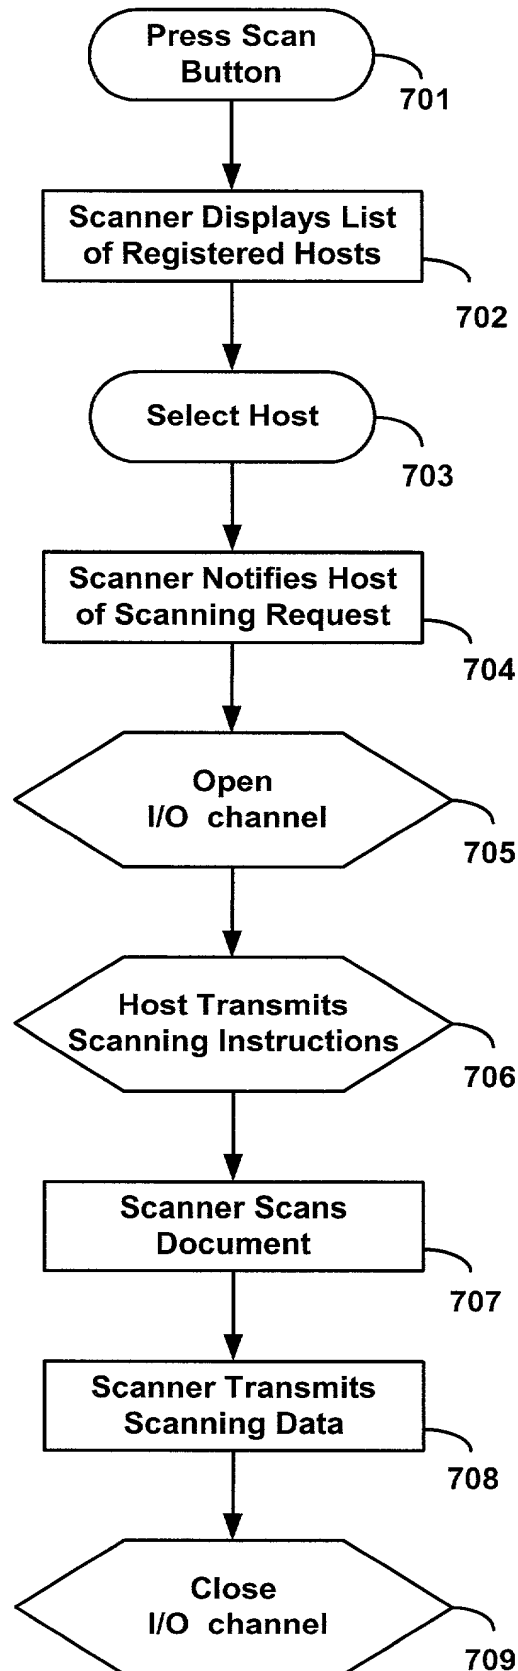 Press Scan
Button
701
Scanner Displays List
of Registered Hosts
702
Select Host
703
Scanner Notifies Host
of Scanning Request
704
Open
I/O channel
705
Host Transmits
Scanning Instructions
706
Scanner Scans
Document
707
Scanner Transmits
Scanning Data
708
Close
I/O channel
709